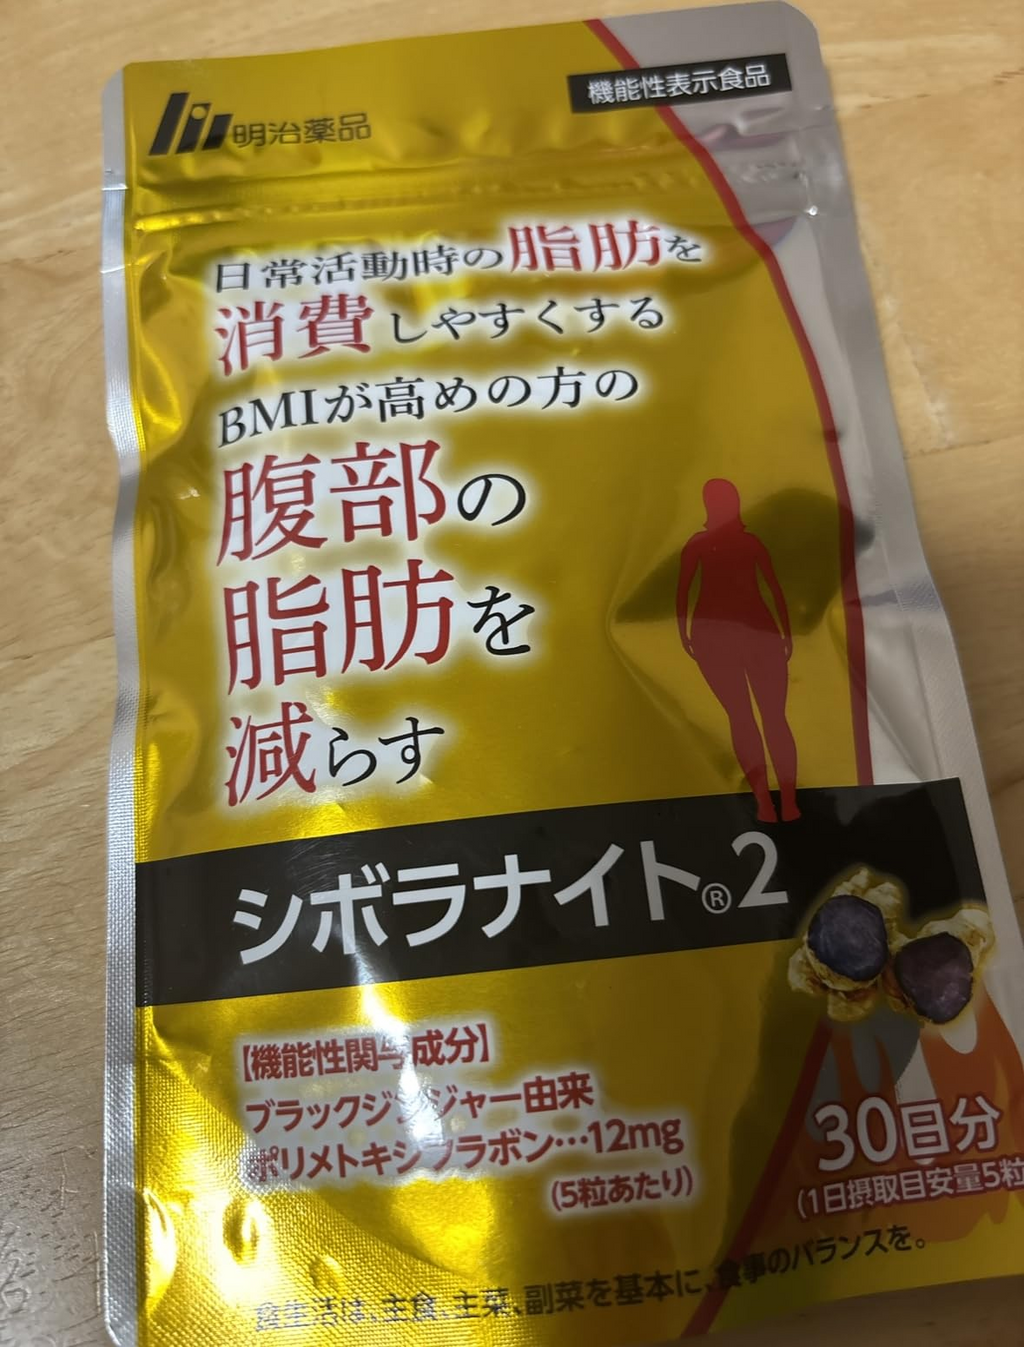 明治薬品
機能性表示食品
日常活動時の脂肪を
消費しやすくする
BMIが高めの方の
腹部の
脂肪を
減らす
シボラナイト®2
【機能性関与成分】
ブラックジンジャー由来
ポリメトキシフラボン…12mg
(5粒あたり)
30日分
(1日摂取目安量5粒
食生活は、主食、主菜、副菜を基本に、食事のバランスを。